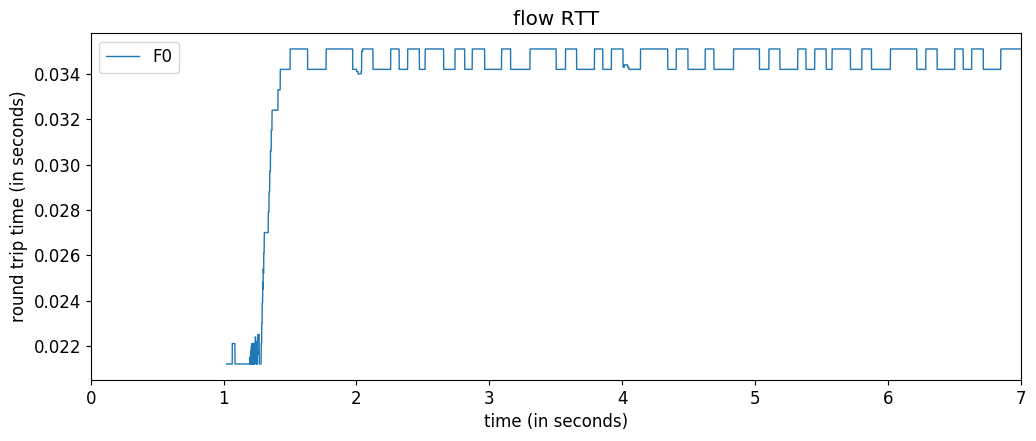 flow RTT
F0
round trip time (in seconds)
0.034
0.032
0.030
0.028
0.026
0.024
0.022
0 1 2 3 4 5 6 7
time (in seconds)